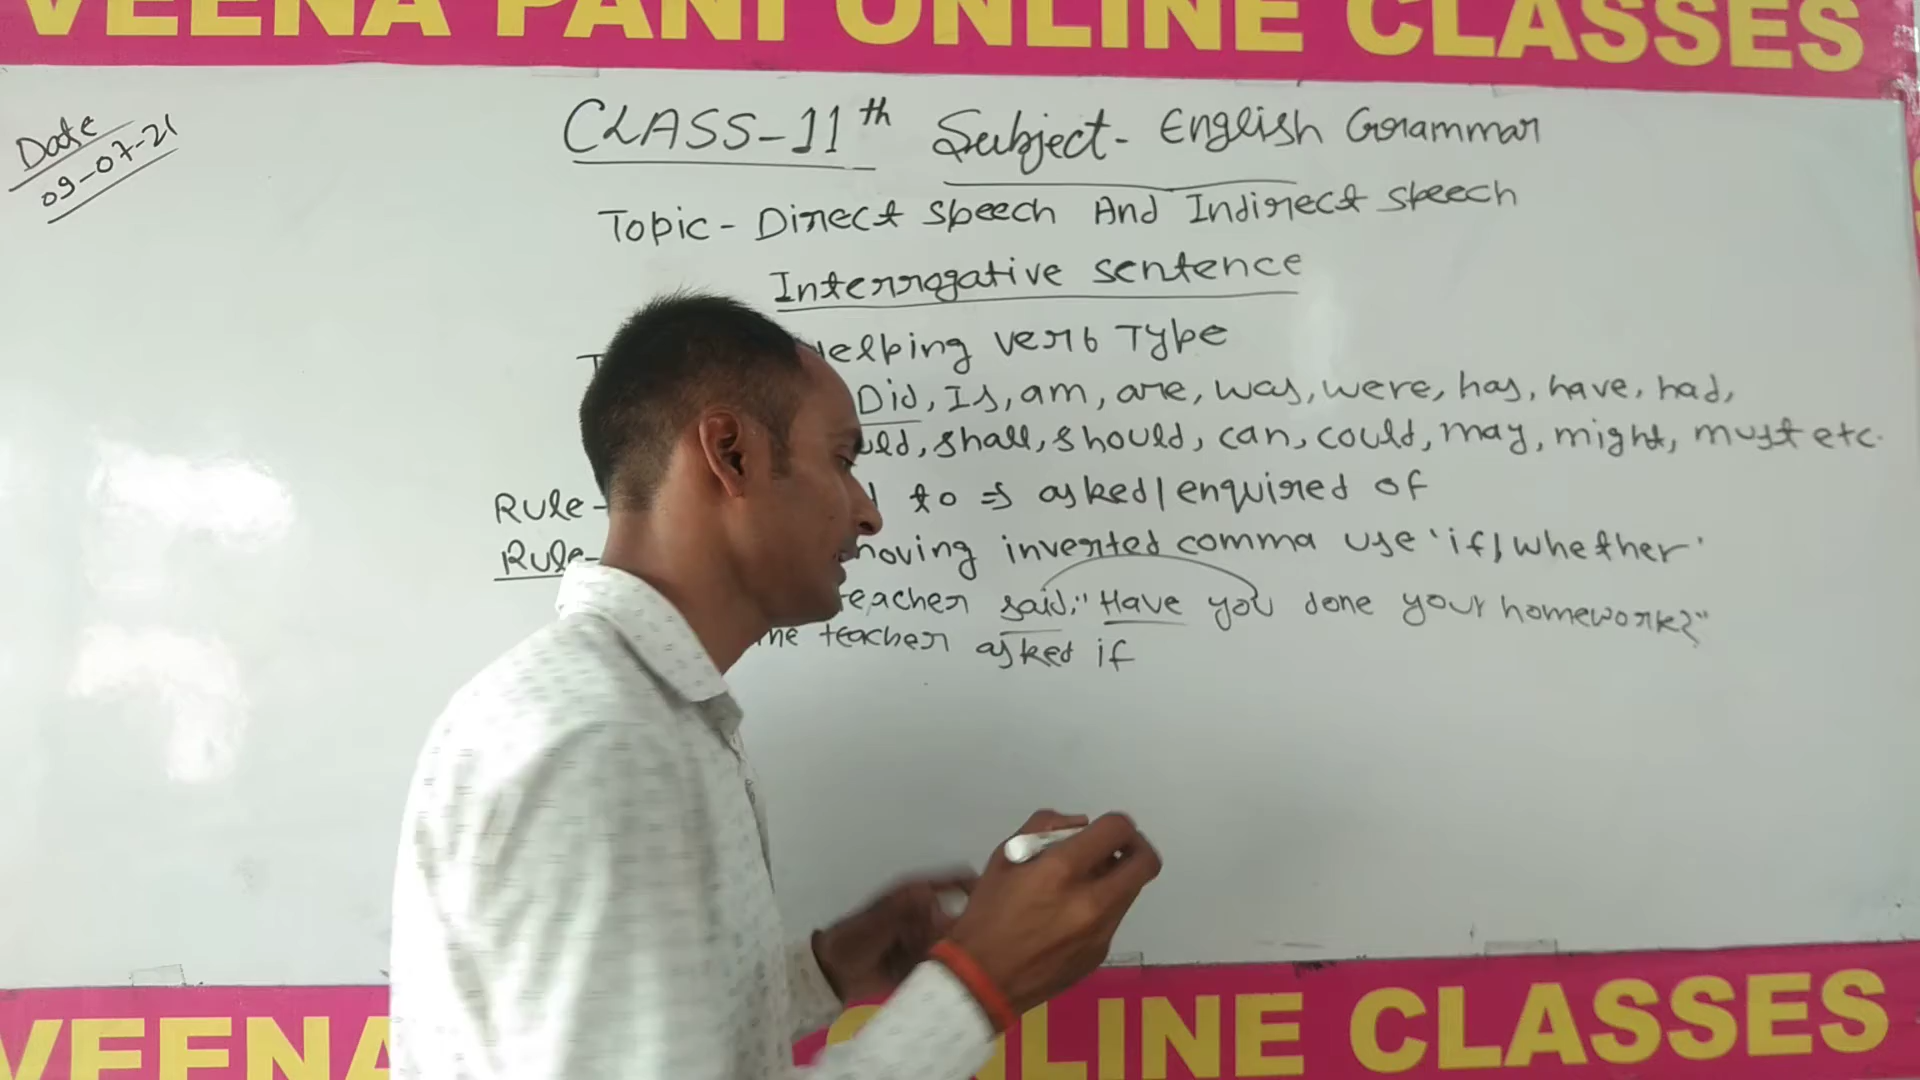 VEENA PANI ONLINE CLASSES
Date
09-07-21
CLASS-11th Subject- English Grammar
Topic- Direct speech And Indirect speech
Interrogative sentence
Helping verb Type
Did, Is, am, are, was, were, has, have, had,
shall, should, can, could, may, might, must etc.
Rule- to ⇒ asked/enquired of
Rule- inverted comma use 'if/whether'
teacher said," Have you done your homework?"
teacher asked if
VEENA ONLINE CLASSES